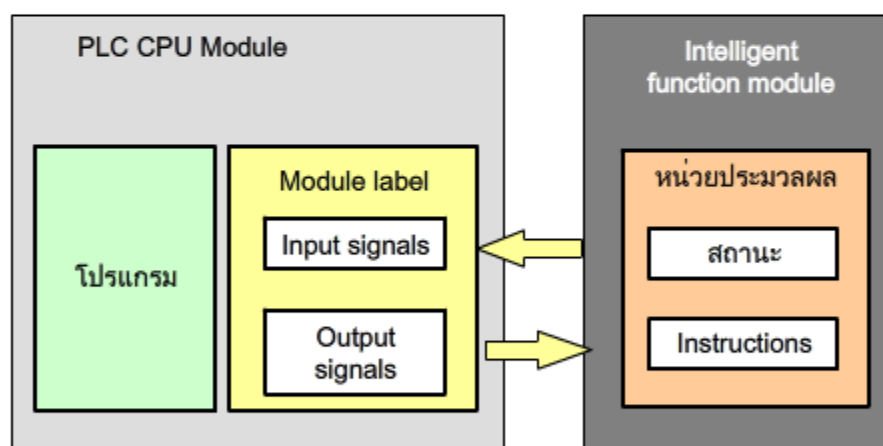 PLC CPU Module
โปรแกรม
Module label
Input signals
Output
signals
Intelligent
function module
หน่วยประมวลผล
สถานะ
Instructions